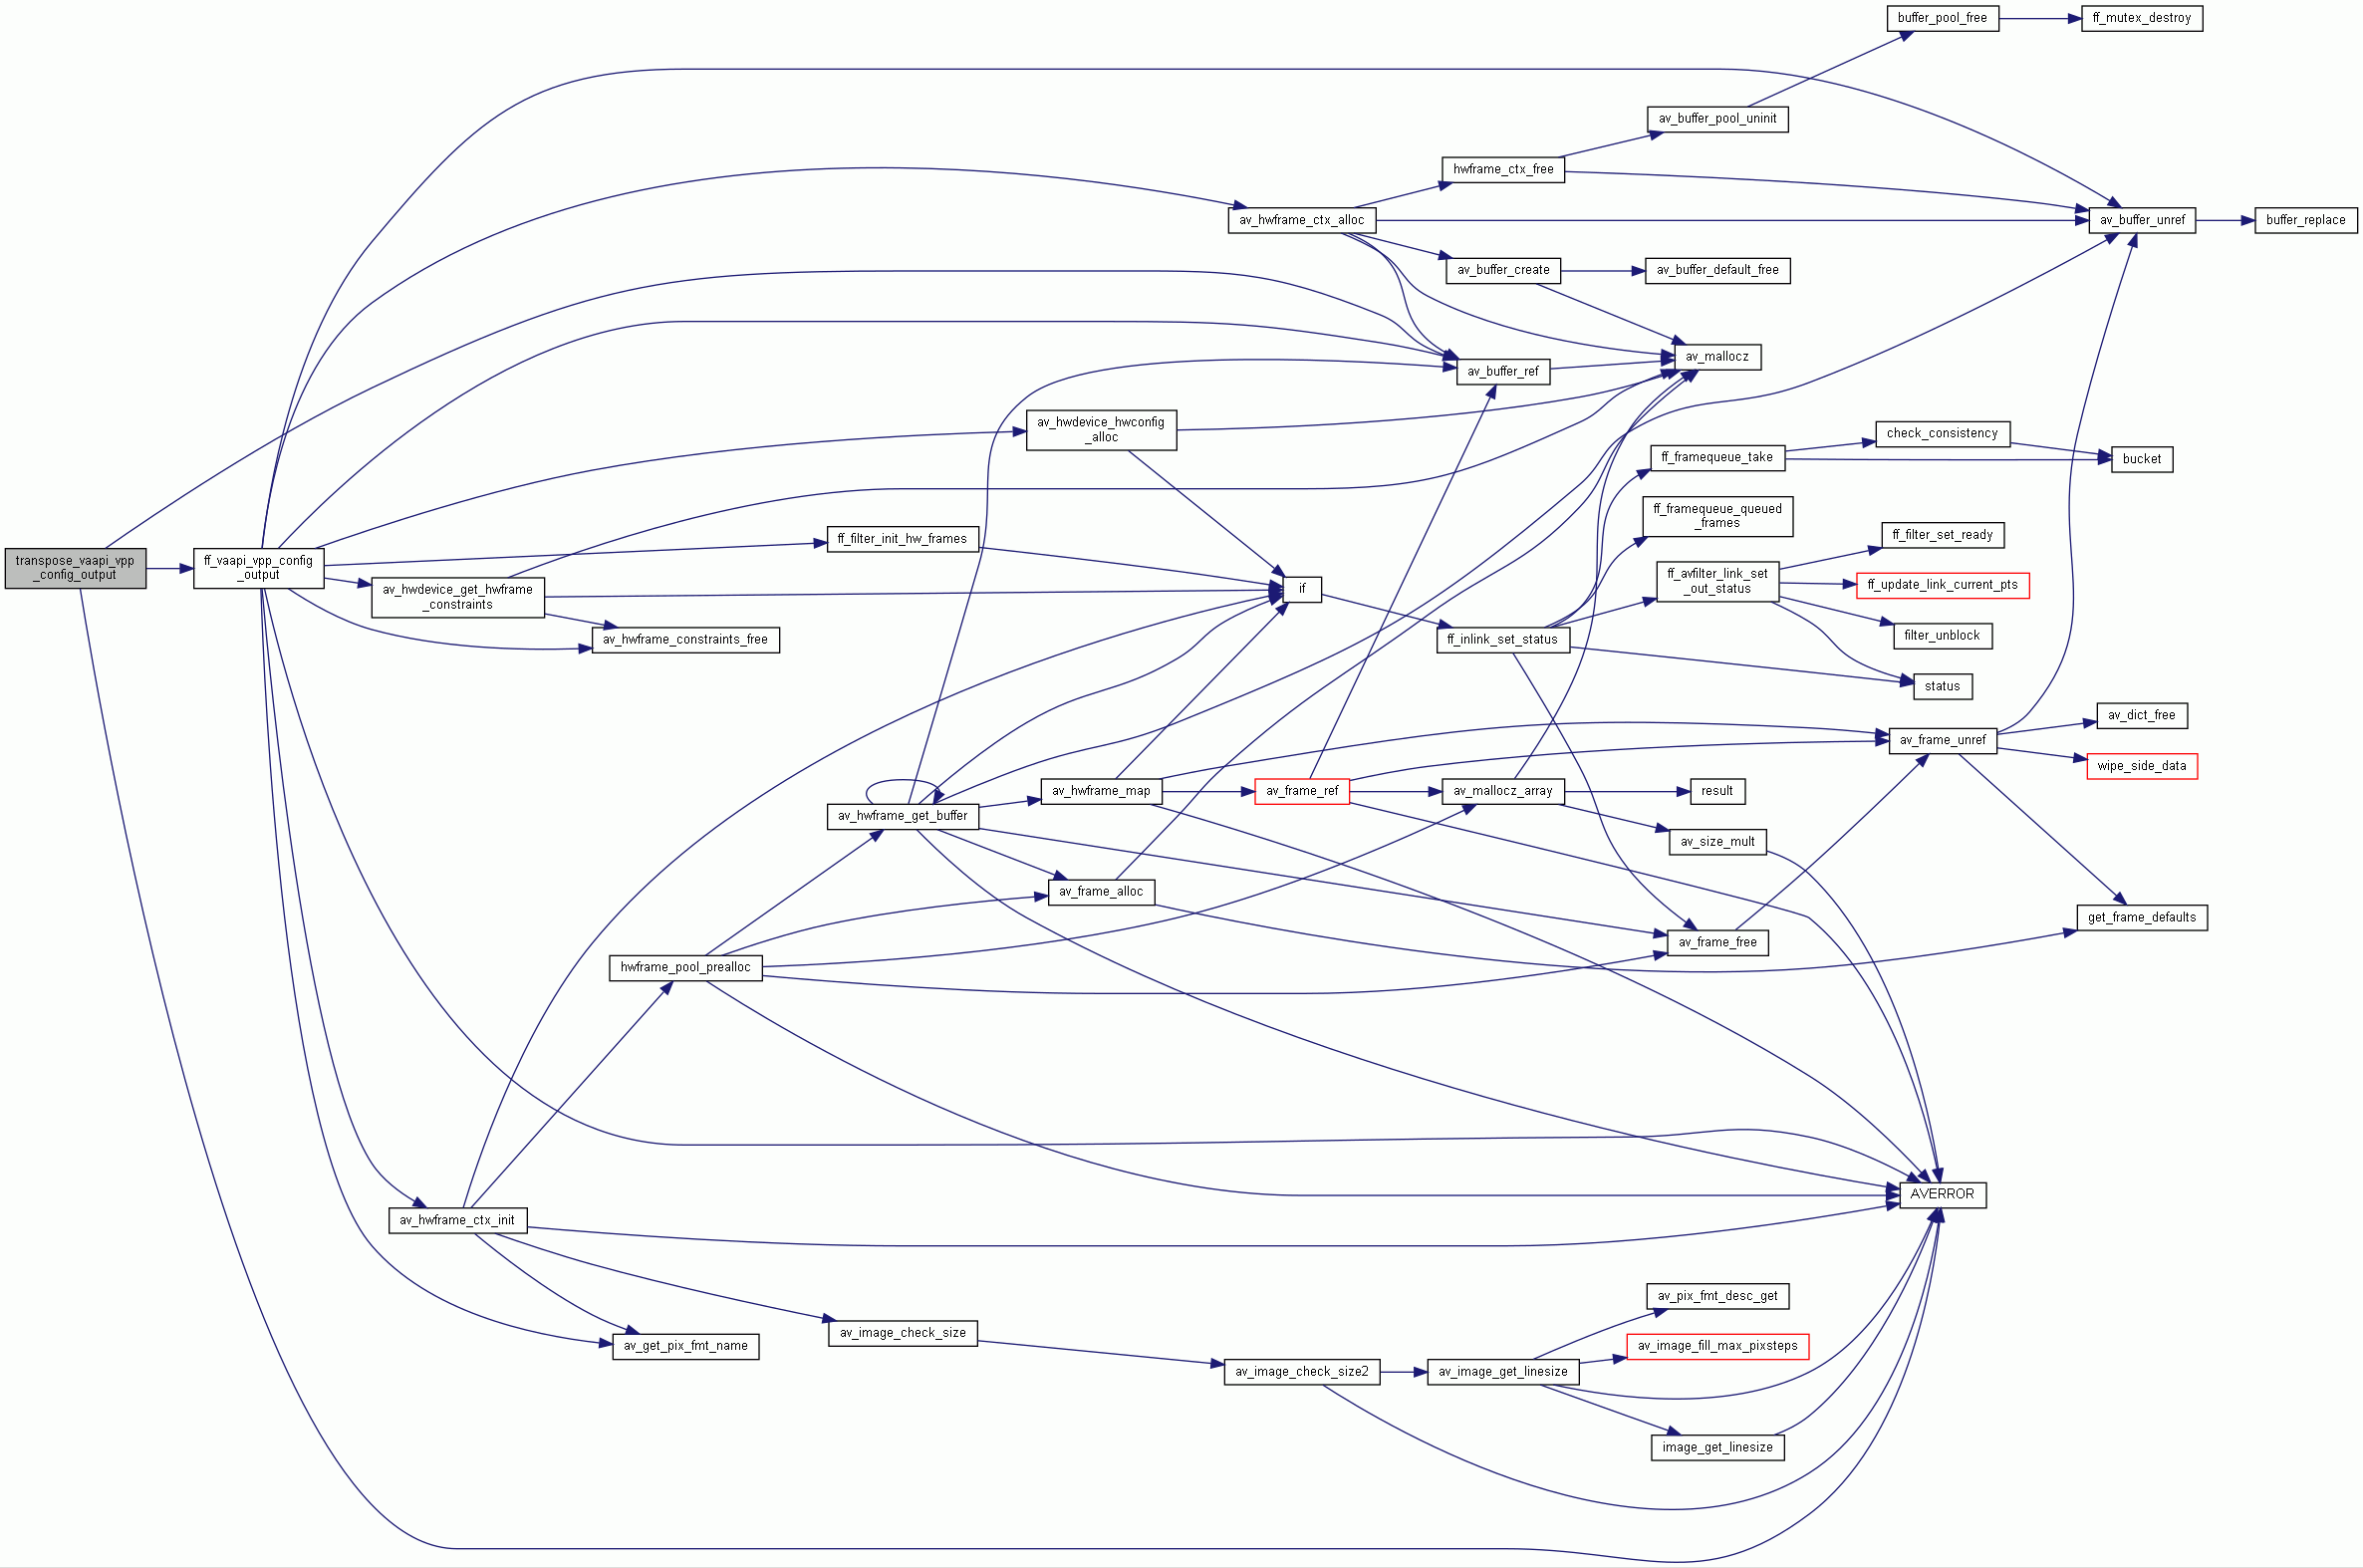 buffer_pool_free
ff_mutex_destroy
av_buffer_pool_uninit
hwframe_ctx_free
av_hwframe_ctx_alloc
av_buffer_unref
buffer_replace
av_buffer_create
av_buffer_default_free
av_mallocz
av_buffer_ref
av_hwdevice_hwconfig
_alloc
check_consistency
ff_framequeue_take
bucket
ff_framequeue_queued
_frames
ff_filter_init_hw_frames
ff_filter_set_ready
transpose_vaapi_vpp
_config_output
ff_vaapi_vpp_config
_output
av_hwdevice_get_hwframe
_constraints
if
ff_avfilter_link_set
_out_status
ff_update_link_current_pts
av_hwframe_constraints_free
ff_inlink_set_status
filter_unblock
status
av_dict_free
av_frame_unref
wipe_side_data
av_hwframe_get_buffer
av_hwframe_map
av_frame_ref
av_mallocz_array
result
av_size_mult
av_frame_alloc
get_frame_defaults
av_frame_free
hwframe_pool_prealloc
AVERROR
av_hwframe_ctx_init
av_pix_fmt_desc_get
av_image_check_size
av_get_pix_fmt_name
av_image_fill_max_pixsteps
av_image_check_size2
av_image_get_linesize
image_get_linesize